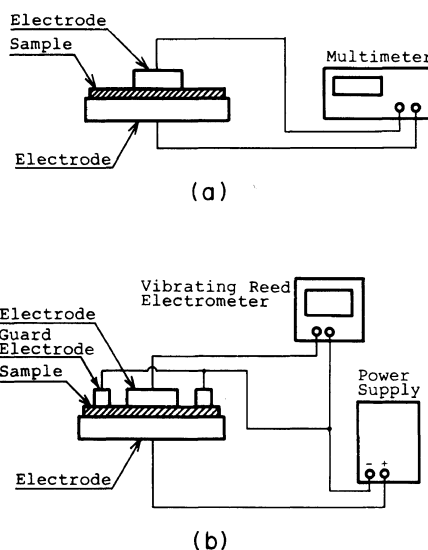 Electrode
Sample
Multimeter
Electrode
(a)
Vibrating Reed
Electrometer
Electrode
Guard
Electrode
Sample
Power
Supply
Electrode
- +
(b)